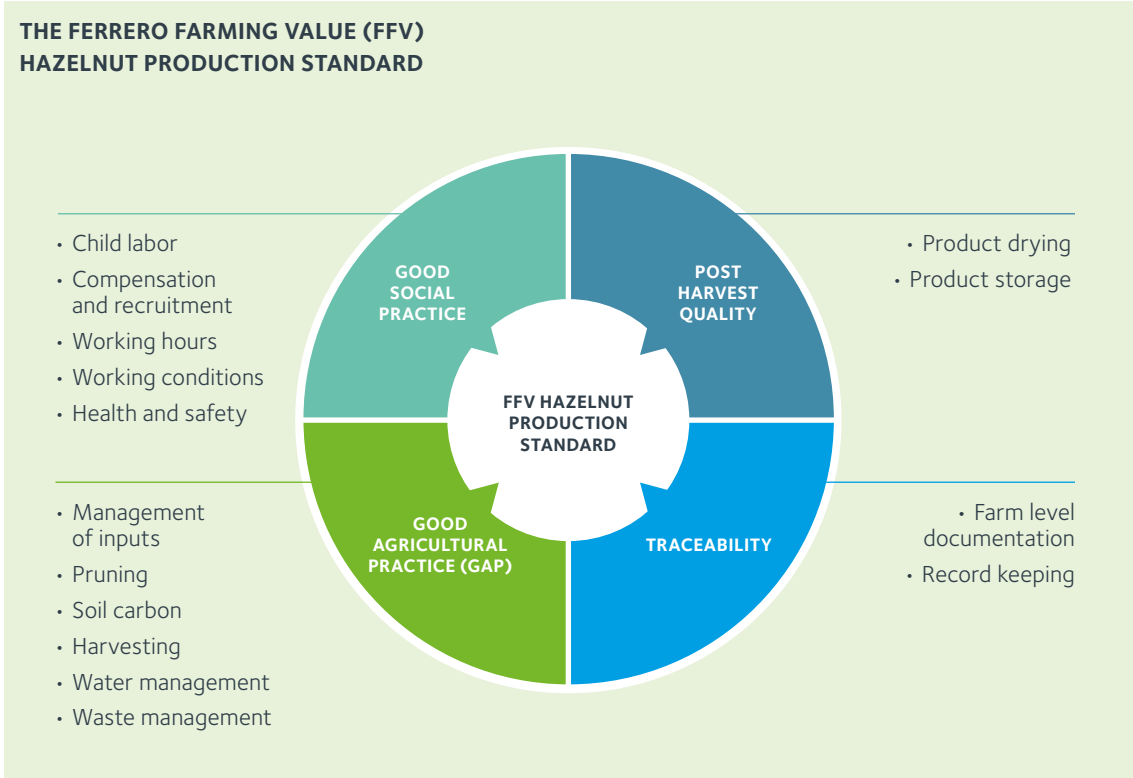 THE FERRERO FARMING VALUE (FFV)
HAZELNUT PRODUCTION STANDARD
• Child labor
• Compensation
and recruitment
• Working hours
• Working conditions
• Health and safety
GOOD
SOCIAL
PRACTICE
POST
HARVEST
QUALITY
• Product drying
• Product storage
FFV HAZELNUT
PRODUCTION
STANDARD
• Management
of inputs
• Pruning
• Soil carbon
• Harvesting
• Water management
• Waste management
GOOD
AGRICULTURAL
PRACTICE (GAP)
TRACEABILITY
• Farm level
documentation
• Record keeping